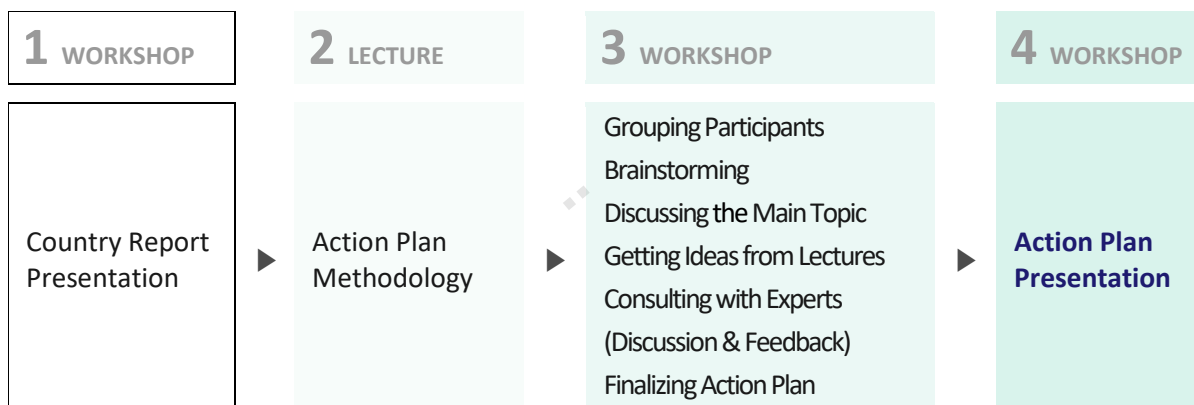 1 WORKSHOP
Country Report
Presentation
2 LECTURE
Action Plan
Methodology
3 WORKSHOP
Grouping Participants
Brainstorming
Discussing the Main Topic
Getting Ideas from Lectures
Consulting with Experts
(Discussion & Feedback)
Finalizing Action Plan
4 WORKSHOP
Action Plan
Presentation